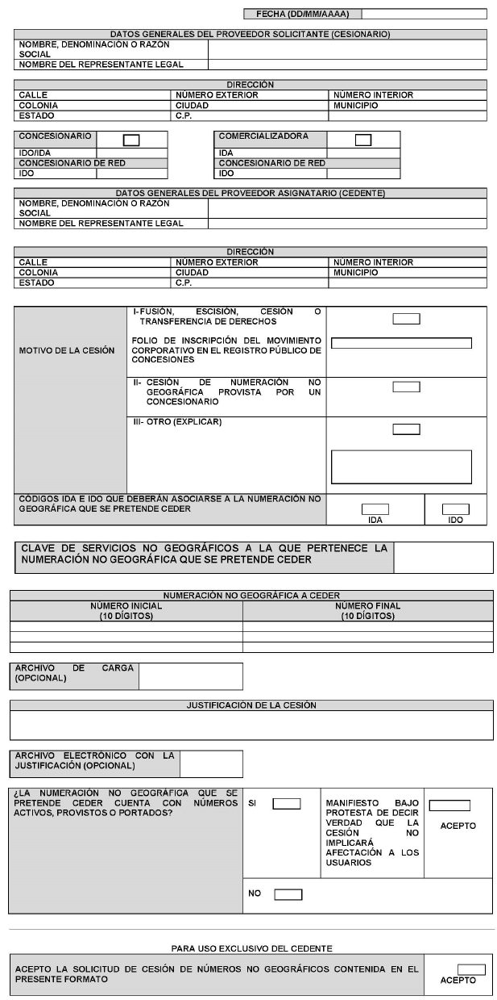 FECHA (DD/MM/AAAA)
DATOS GENERALES DEL PROVEEDOR SOLICITANTE (CESIONARIO)
NOMBRE, DENOMINACIÓN O RAZÓN
SOCIAL
NOMBRE DEL REPRESENTANTE LEGAL
DIRECCIÓN
CALLE NÚMERO EXTERIOR NÚMERO INTERIOR
COLONIA CIUDAD MUNICIPIO
ESTADO C.P.
CONCESIONARIO COMERCIALIZADORA
IDO/IDA IDA
CONCESIONARIO DE RED CONCESIONARIO DE RED
IDO IDO
DATOS GENERALES DEL PROVEEDOR ASIGNATARIO (CEDENTE)
NOMBRE, DENOMINACIÓN O RAZÓN
SOCIAL
NOMBRE DEL REPRESENTANTE LEGAL
DIRECCIÓN
CALLE NÚMERO EXTERIOR NÚMERO INTERIOR
COLONIA CIUDAD MUNICIPIO
ESTADO C.P.
MOTIVO DE LA CESIÓN
I- FUSIÓN, ESCISIÓN, CESIÓN O
TRANSFERENCIA DE DERECHOS
FOLIO DE INSCRIPCIÓN DEL MOVIMIENTO
CORPORATIVO EN EL REGISTRO PÚBLICO DE
CONCESIONES
II- CESIÓN DE NUMERACIÓN NO
GEOGRÁFICA PROVISTA POR UN
CONCESIONARIO
III- OTRO (EXPLICAR)
CÓDIGOS IDA E IDO QUE DEBERÁN ASOCIARSE A LA NUMERACIÓN NO
GEOGRÁFICA QUE SE PRETENDE CEDER
IDA IDO
CLAVE DE SERVICIOS NO GEOGRÁFICOS A LA QUE PERTENECE LA
NUMERACIÓN NO GEOGRÁFICA QUE SE PRETENDE CEDER
NUMERACIÓN NO GEOGRÁFICA A CEDER
NÚMERO INICIAL NÚMERO FINAL
(10 DÍGITOS) (10 DÍGITOS)
ARCHIVO DE CARGA
(OPCIONAL)
JUSTIFICACIÓN DE LA CESIÓN
ARCHIVO ELECTRÓNICO CON LA
JUSTIFICACIÓN (OPCIONAL)
¿LA NUMERACIÓN NO GEOGRÁFICA QUE SE
PRETENDE CEDER CUENTA CON NÚMEROS
ACTIVOS, PROVISTOS O PORTADOS?
SI
MANIFIESTO BAJO
PROTESTA DE DECIR
VERDAD QUE LA
CESIÓN NO
IMPLICARÁ
AFECTACIÓN A LOS
USUARIOS
ACEPTO
NO
PARA USO EXCLUSIVO DEL CEDENTE
ACEPTO LA SOLICITUD DE CESIÓN DE NÚMEROS NO GEOGRÁFICOS CONTENIDA EN EL
PRESENTE FORMATO
ACEPTO